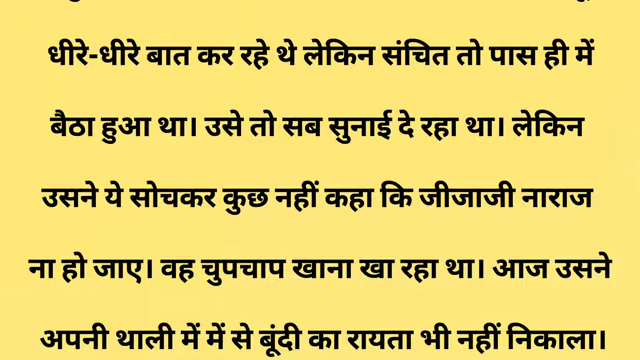 धीरे-धीरे बात कर रहे थे लेकिन संचित तो पास ही में
बैठा हुआ था। उसे तो सब सुनाई दे रहा था। लेकिन
उसने ये सोचकर कुछ नहीं कहा कि जीजाजी नाराज
ना हो जाए। वह चुपचाप खाना खा रहा था। आज उसने
अपनी थाली में में से बूंदी का रायता भी नहीं निकाला।